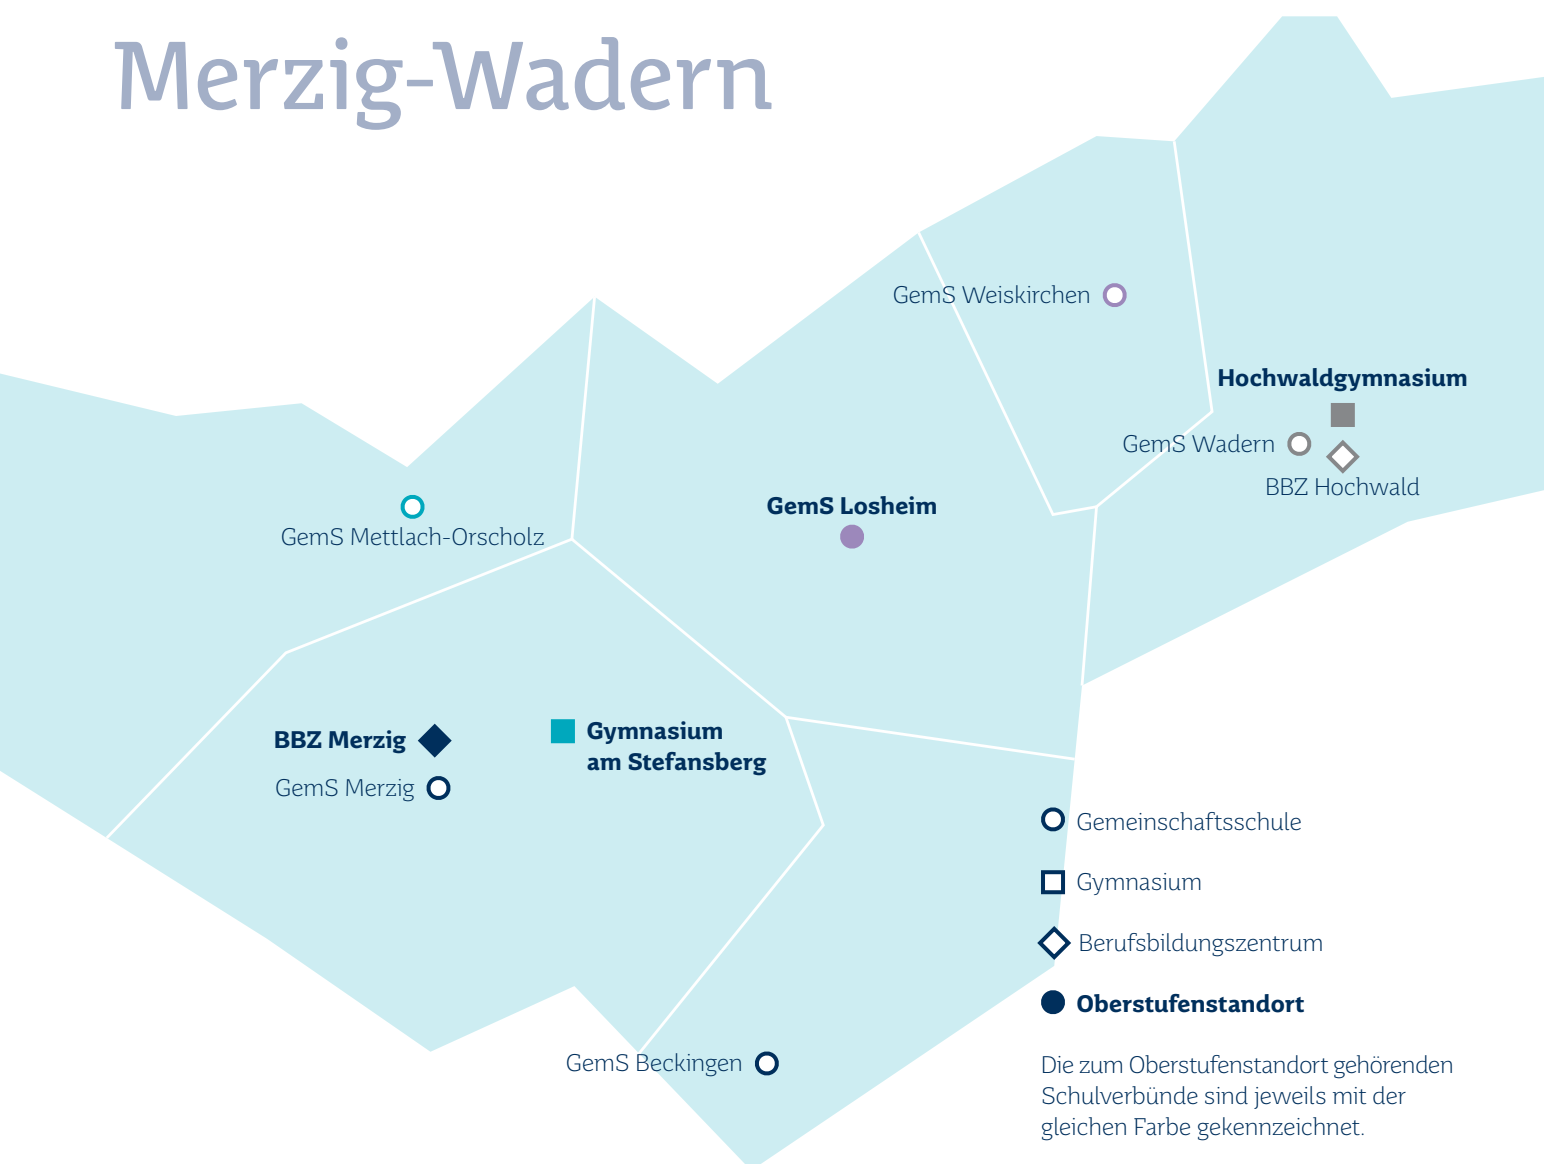 Merzig-Wadern
GemS Weiskirchen
Hochwaldgymnasium
GemS Wadern
BBZ Hochwald
GemS Losheim
GemS Mettlach-Orscholz
BBZ Merzig
GemS Merzig
Gymnasium
am Stefansberg
GemS Beckingen
Gemeinschaftsschule
Gymnasium
Berufsbildungszentrum
Oberstufenstandort
Die zum Oberstufenstandort gehörenden
Schulverbünde sind jeweils mit der
gleichen Farbe gekennzeichnet.